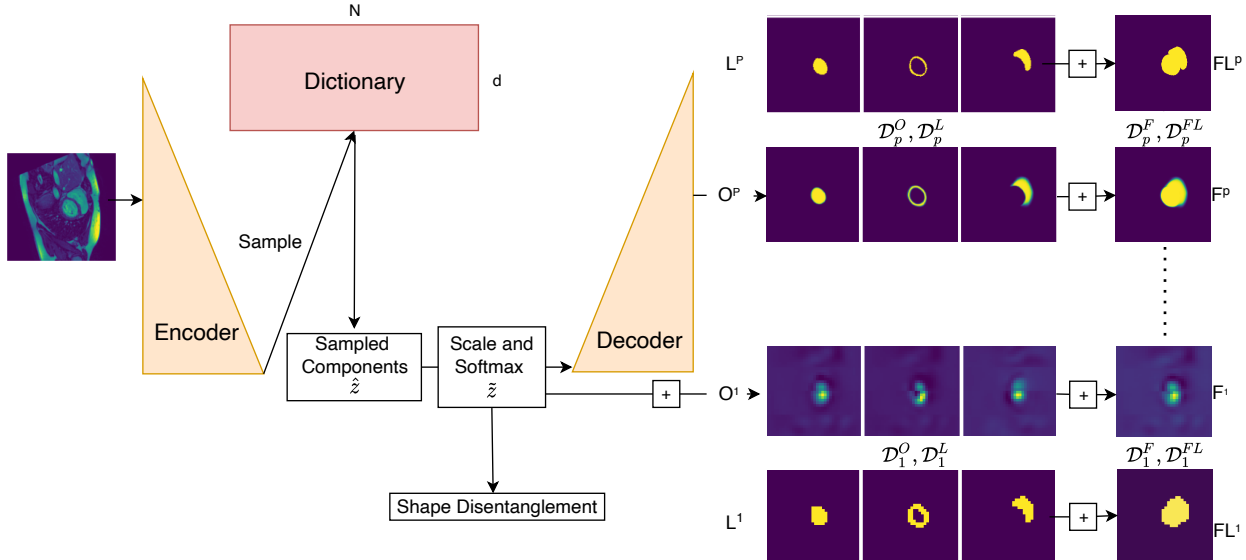 N
Dictionary
d
Encoder
Sample
Sampled
Components
ẑ
Scale and
Softmax
z̃
Decoder
+
Shape Disentanglement
Lᵖ
+
FLᵖ
𝒟ₚᴼ, 𝒟ₚᴸ
𝒟ₚᶠ, 𝒟ₚᶠᴸ
Oᵖ
+
Fᵖ
O¹
+
F¹
𝒟₁ᴼ, 𝒟₁ᴸ
𝒟₁ᶠ, 𝒟₁ᶠᴸ
L¹
+
FL¹